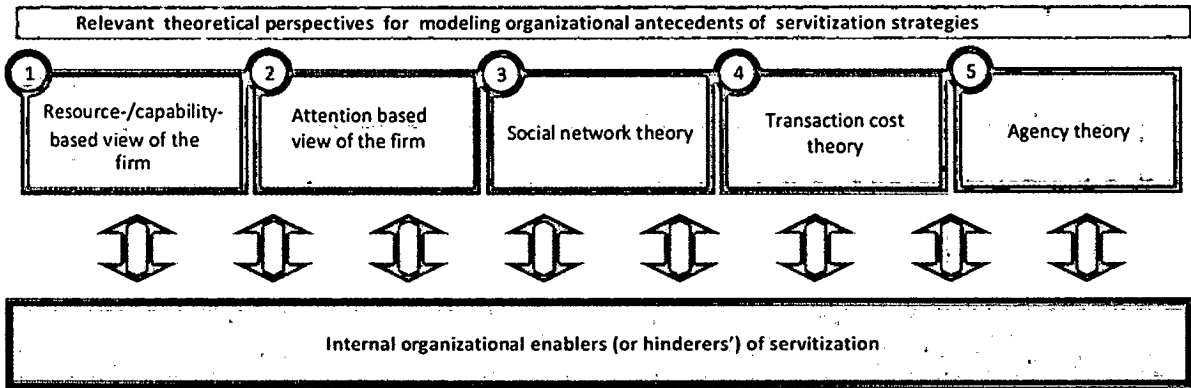 Relevant theoretical perspectives for modeling organizational antecedents of servitization strategies
1
Resource-/capability-
based view of the
firm
2
Attention based
view of the firm
3
Social network theory
4
Transaction cost
theory
5
Agency theory
Internal organizational enablers (or hinderers') of servitization